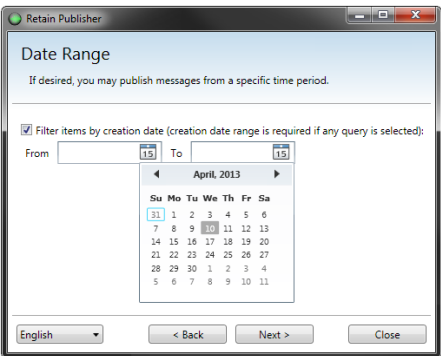 Retain Publisher
Date Range
If desired, you may publish messages from a specific time period.
Filter items by creation date (creation date range is required if any query is selected):
From 15 To 15
April, 2013
Su Mo Tu We Th Fr Sa
31 1 2 3 4 5 6
7 8 9 10 11 12 13
14 15 16 17 18 19 20
21 22 23 24 25 26 27
28 29 30 1 2 3 4
5 6 7 8 9 10 11
English < Back Next > Close